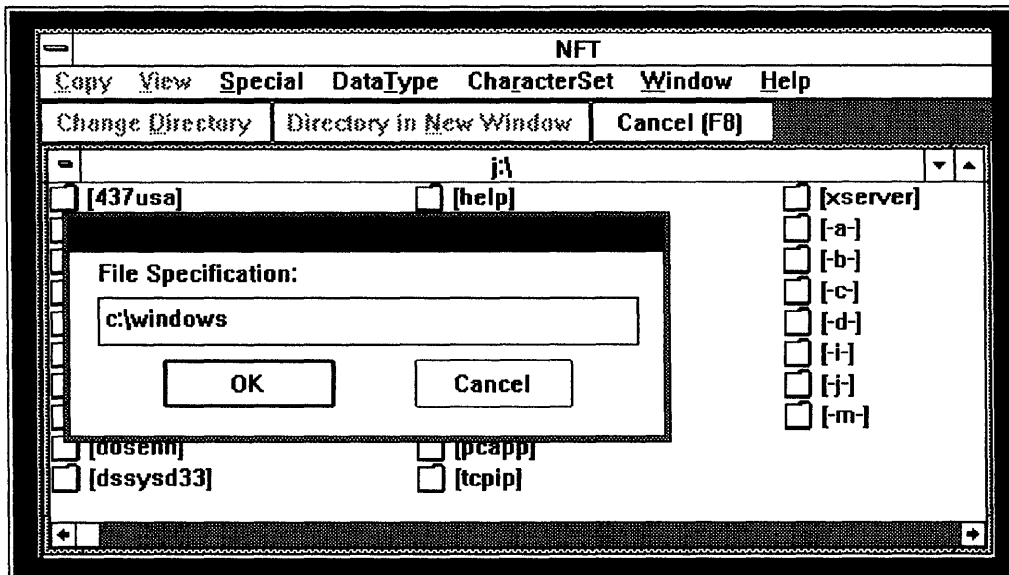 NFT
Copy View Special DataType CharacterSet Window Help
Change Directory Directory in New Window Cancel (F8)
j:\
[437usa] [help] [xserver]
[-a-]
[-b-]
[-c-]
[-d-]
[-i-]
[-j-]
[-m-]
File Specification:
c:\windows
OK Cancel
[dosenh] [pcapp]
[dssysd33] [tcpip]